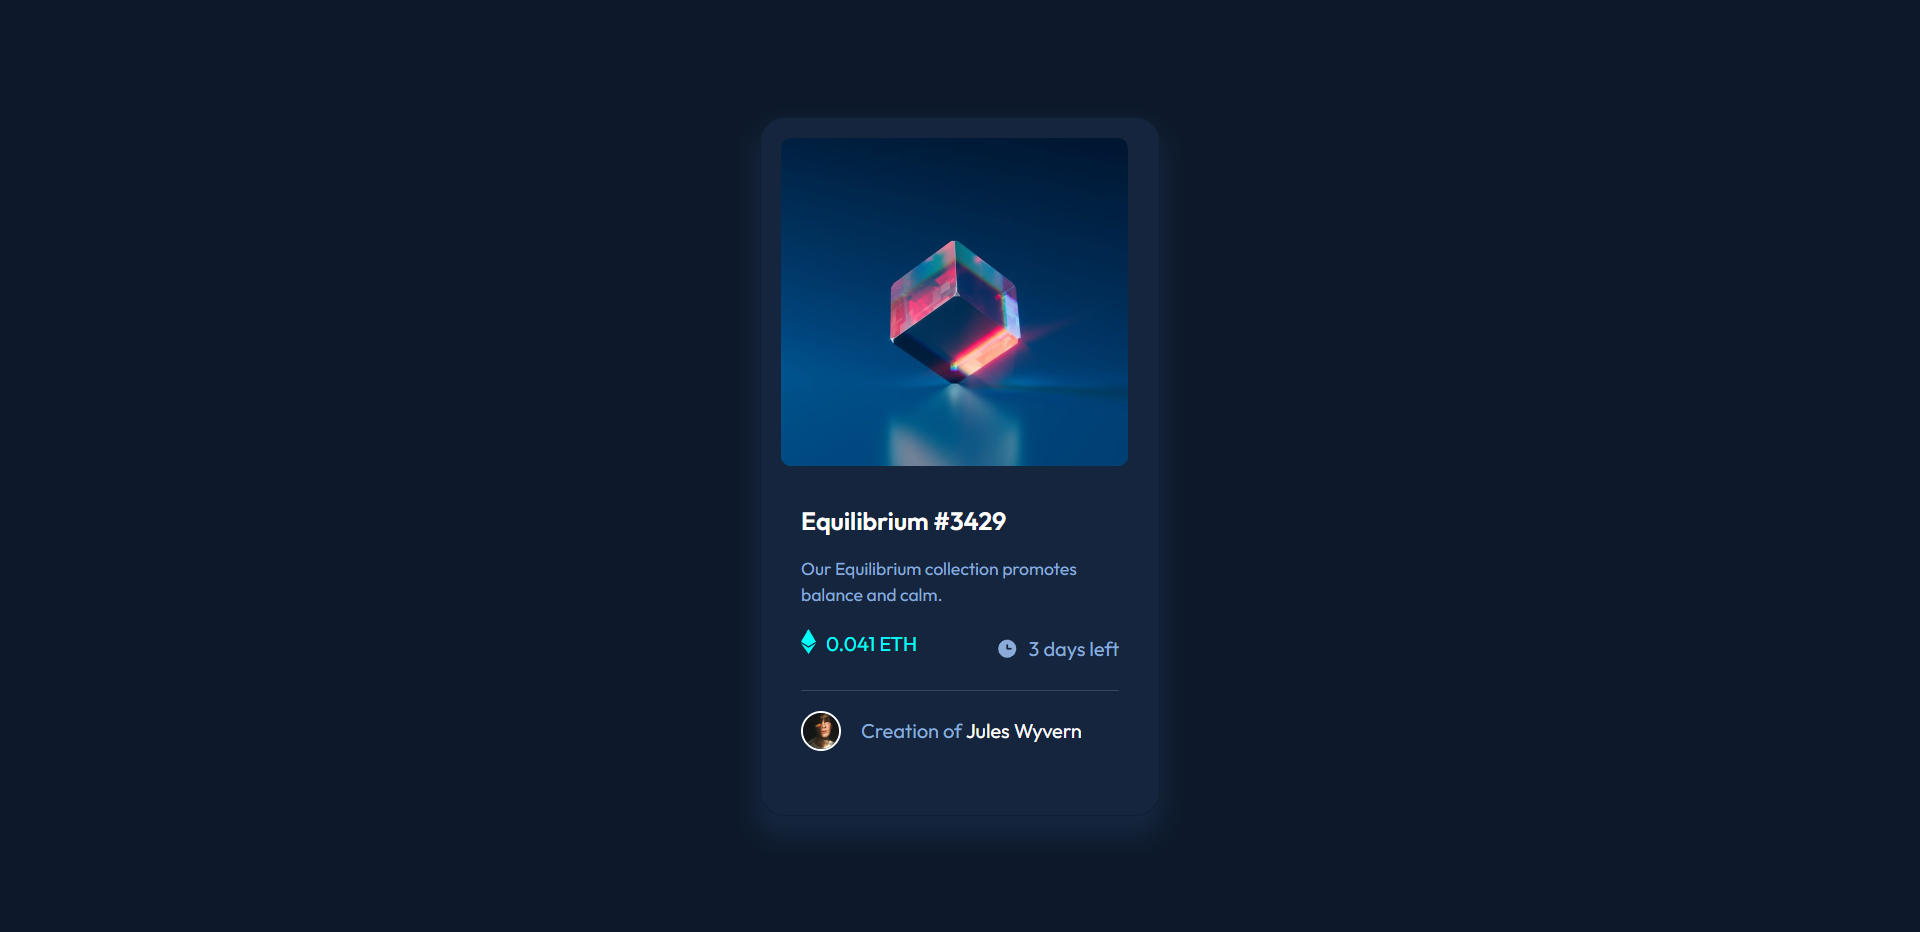 Equilibrium #3429
Our Equilibrium collection promotes
balance and calm.
0.041 ETH
3 days left
Creation of Jules Wyvern